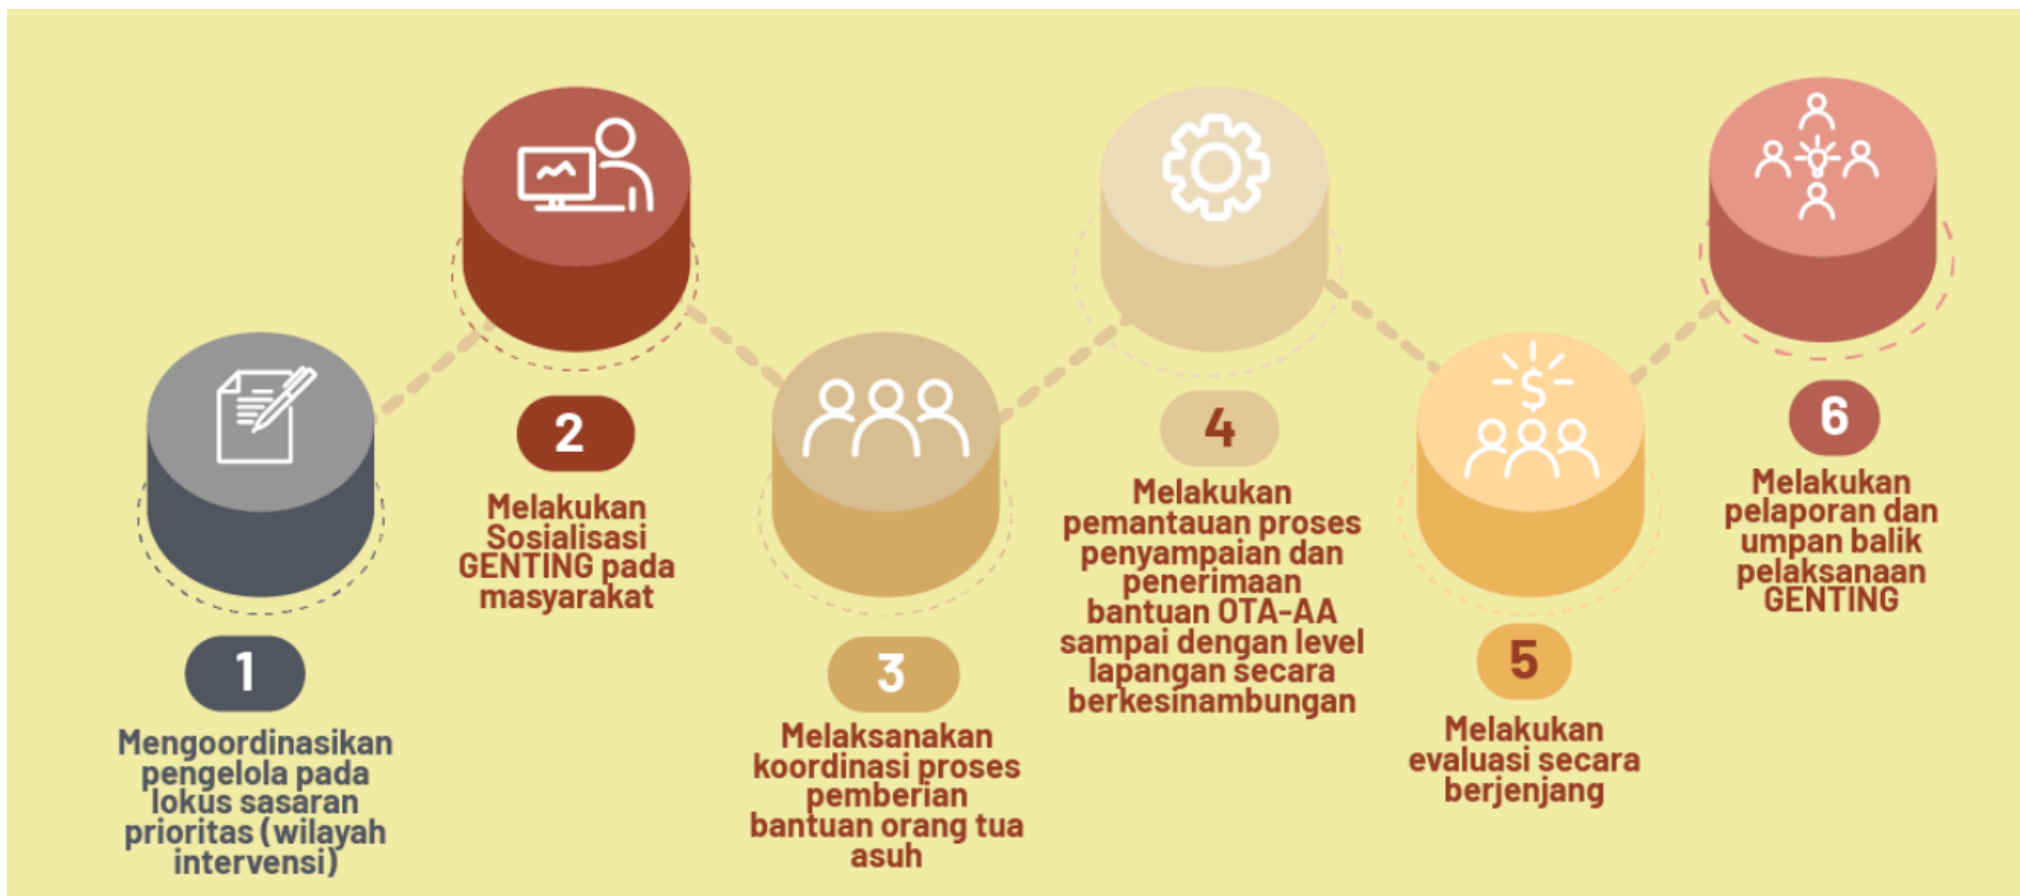 1
Mengoordinasikan
pengelola pada
lokus sasaran
prioritas (wilayah
intervensi)
2
Melakukan
Sosialisasi
GENTING pada
masyarakat
3
Melaksanakan
koordinasi proses
pemberian
bantuan orang tua
asuh
4
Melakukan
pemantauan proses
penyampaian dan
penerimaan
bantuan OTA-AA
sampai dengan level
lapangan secara
berkesinambungan
$
5
Melakukan
evaluasi secara
berjenjang
6
Melakukan
pelaporan dan
umpan balik
pelaksanaan
GENTING